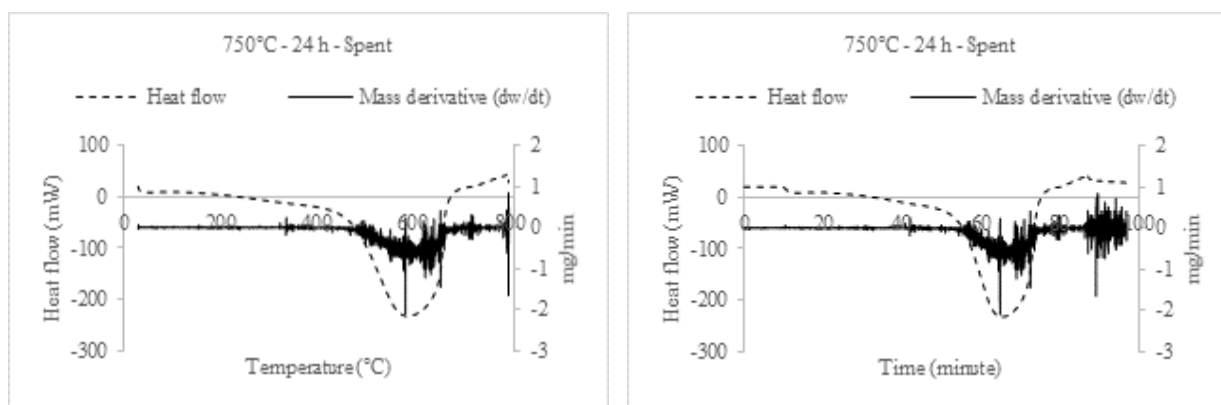 750°C - 24 h - Spent
Heat flow
Mass derivative (dw/dt)
100
0
-100
-200
-300
Heat flow (mW)
0
200
400
600
800
2
1
0
-1
-2
-3
mg/min
Temperature (°C)
750°C - 24 h - Spent
Heat flow
Mass derivative (dw/dt)
100
0
-100
-200
-300
Heat flow (mW)
0
20
40
60
80
100
2
1
0
-1
-2
-3
mg/min
Time (minute)